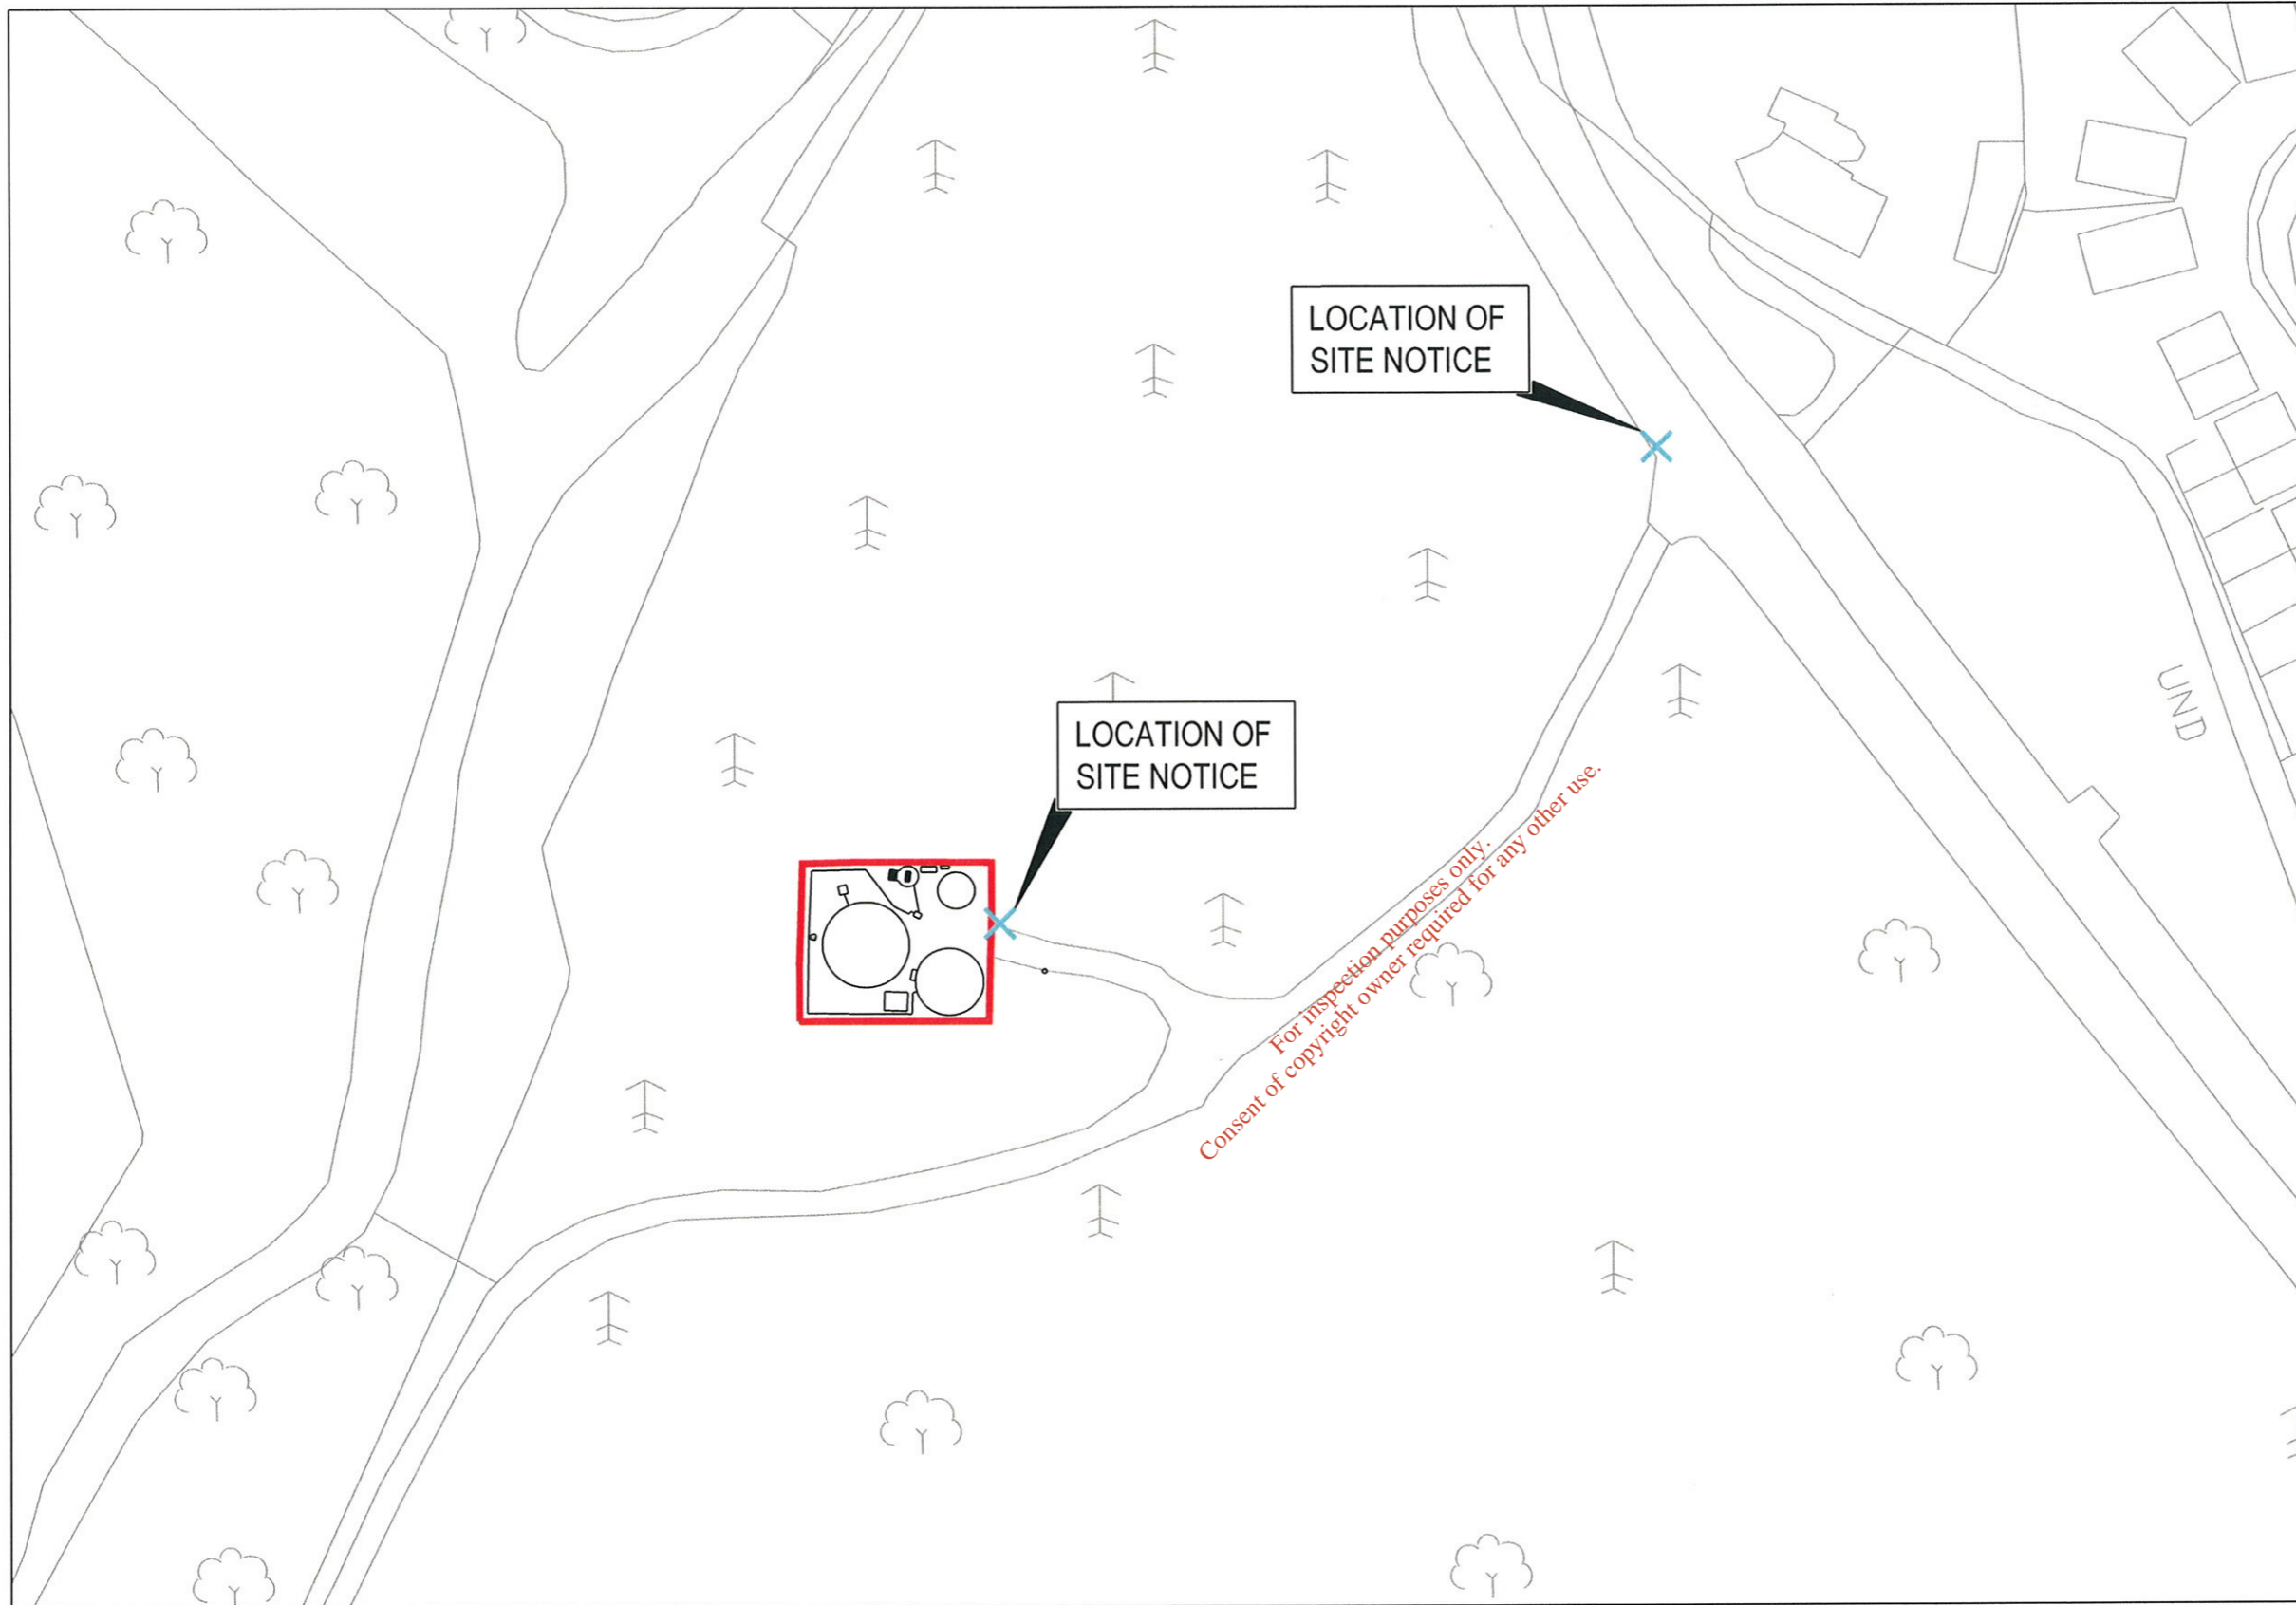 LOCATION OF
SITE NOTICE
LOCATION OF
SITE NOTICE
UND
For inspection purposes only.
Consent of copyright owner required for any other use.